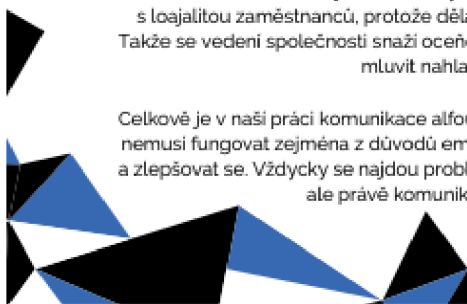 s loajalitou zaměstnanců, protože děla
Takže se vedení společnosti snaží oceň
mluvit nahla
Celkově je v naší práci komunikace alfou
nemusí fungovat zejména z důvodů em
a zlepšovat se. Vždycky se najdou probl
ale právě komunik